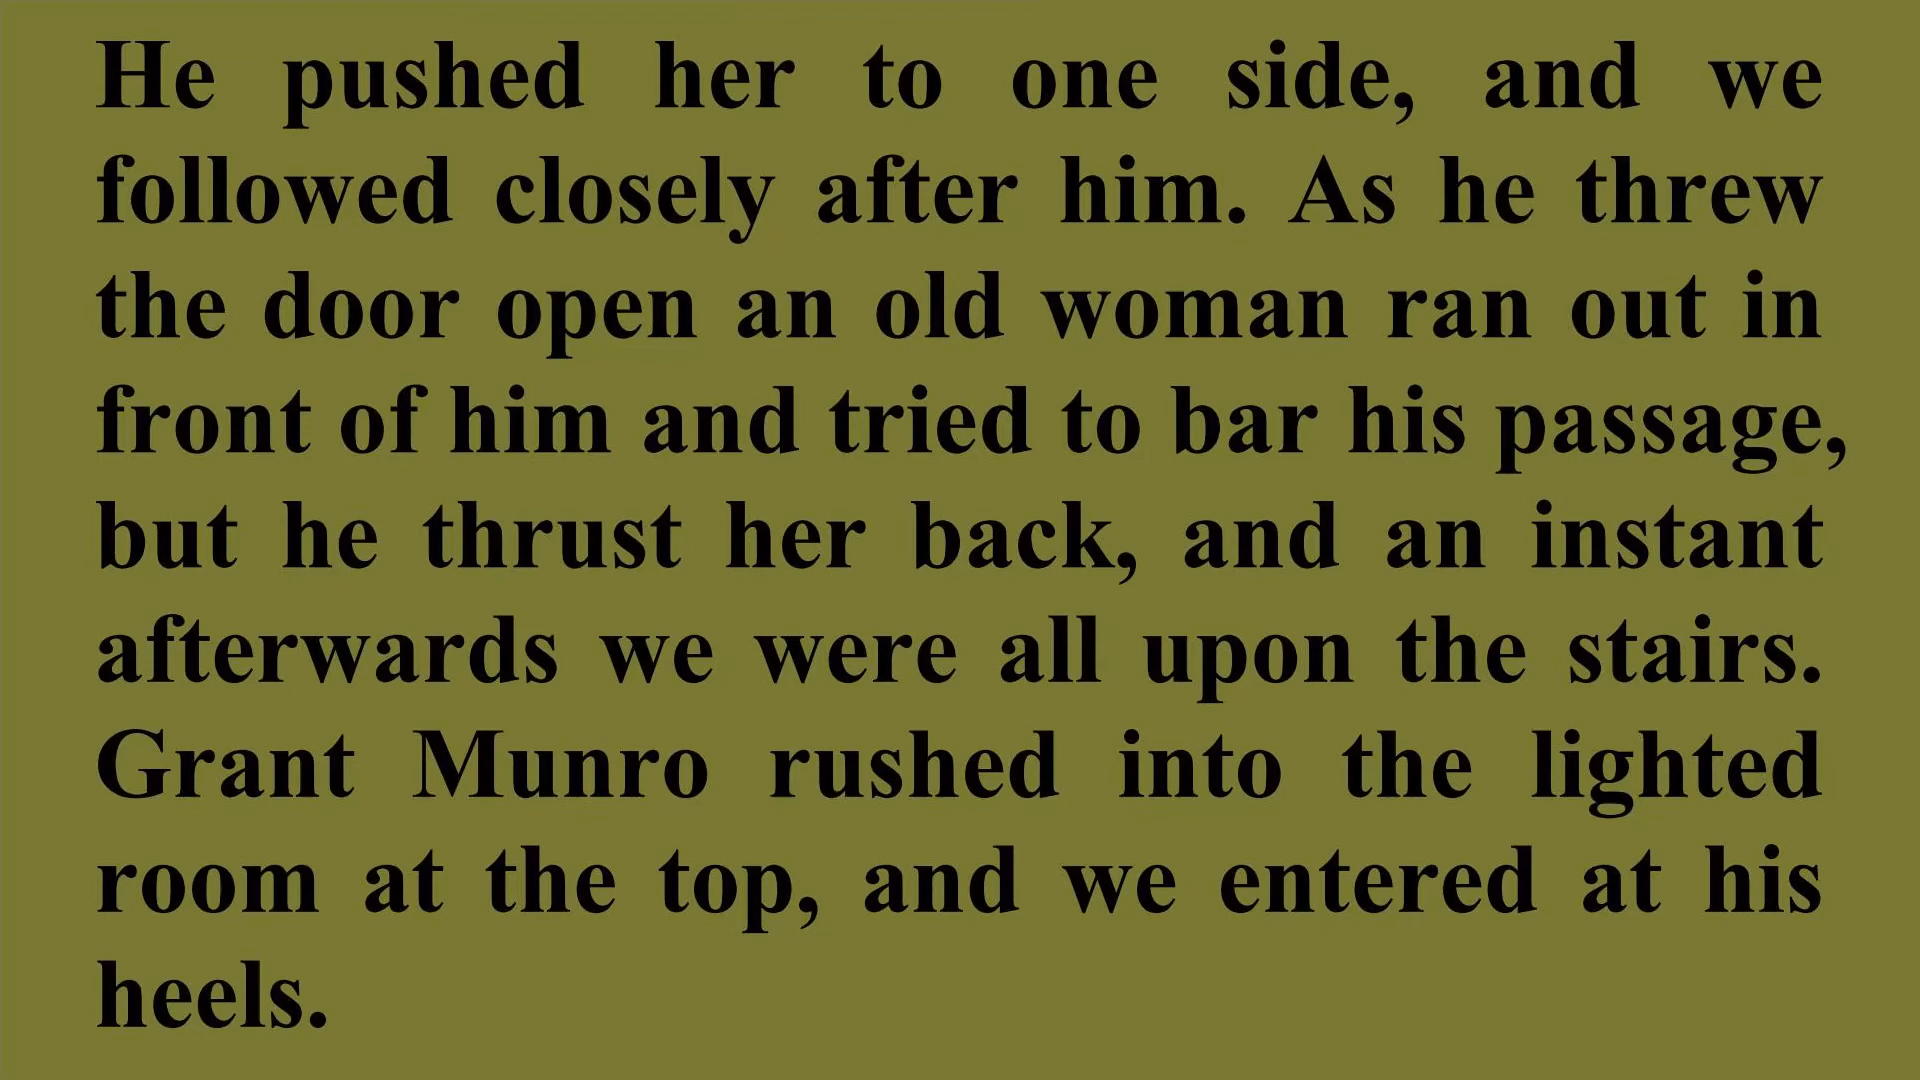 He pushed her to one side, and we
followed closely after him. As he threw
the door open an old woman ran out in
front of him and tried to bar his passage,
but he thrust her back, and an instant
afterwards we were all upon the stairs.
Grant Munro rushed into the lighted
room at the top, and we entered at his
heels.